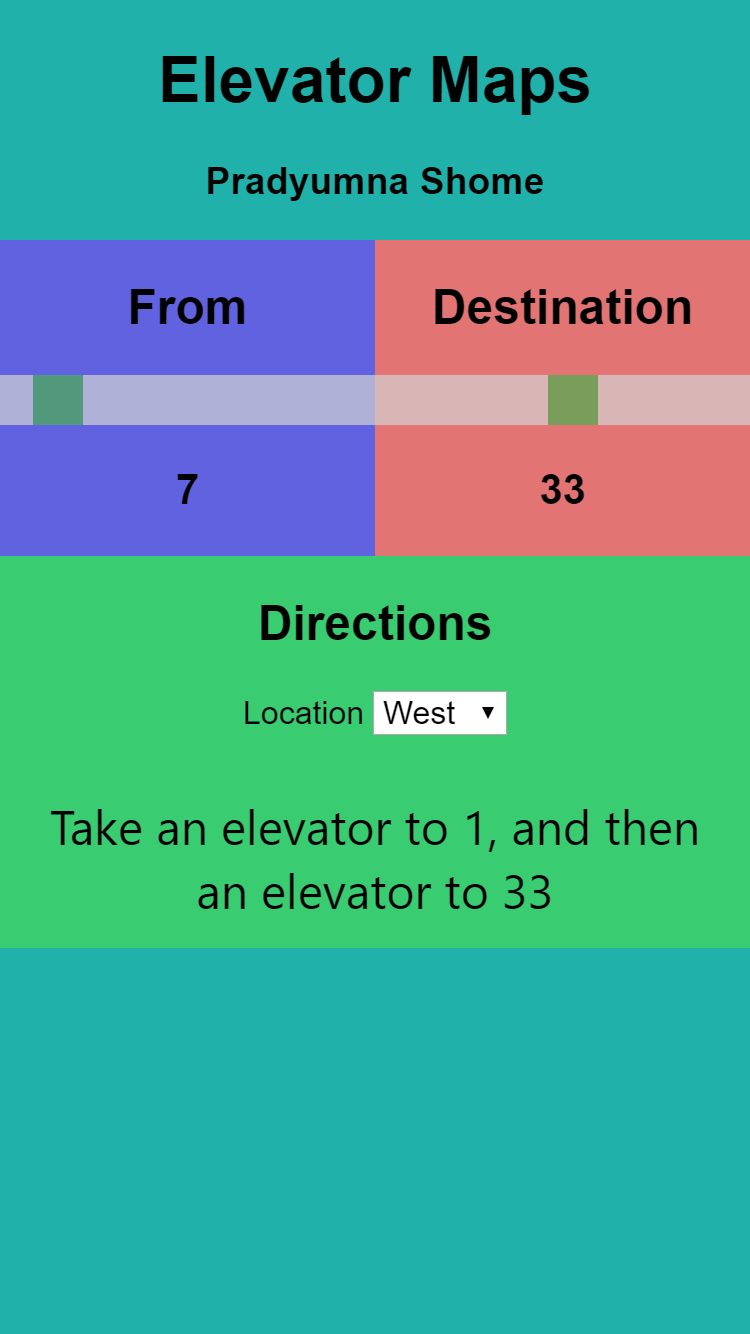 Elevator Maps
Pradyumna Shome
From
Destination
7
33
Directions
Location West
Take an elevator to 1, and then
an elevator to 33